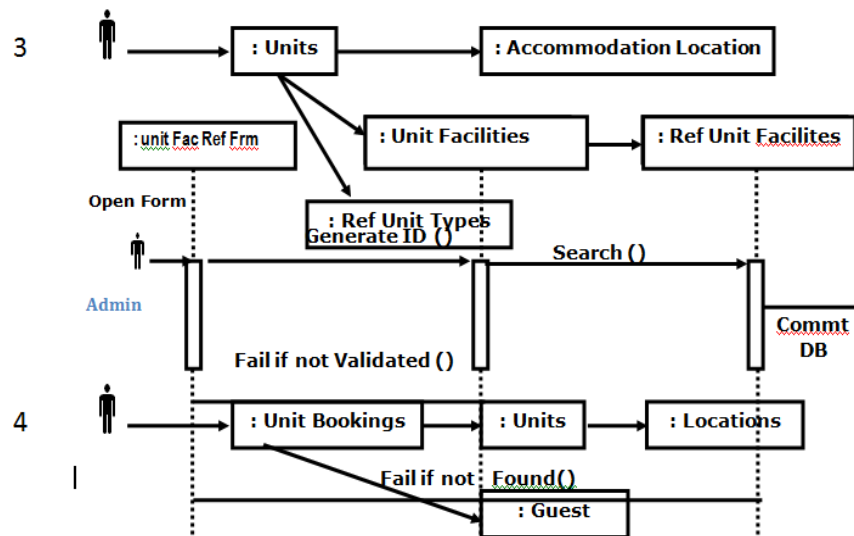 3
: Units
: Accommodation Location
: unit Fac Ref Frm
: Unit Facilities
: Ref Unit Facilites
Open Form
: Ref Unit Types
Generate ID ()
Search ()
Admin
Commt
DB
Fail if not Validated ()
4
: Unit Bookings
: Units
: Locations
Fail if not Found()
: Guest